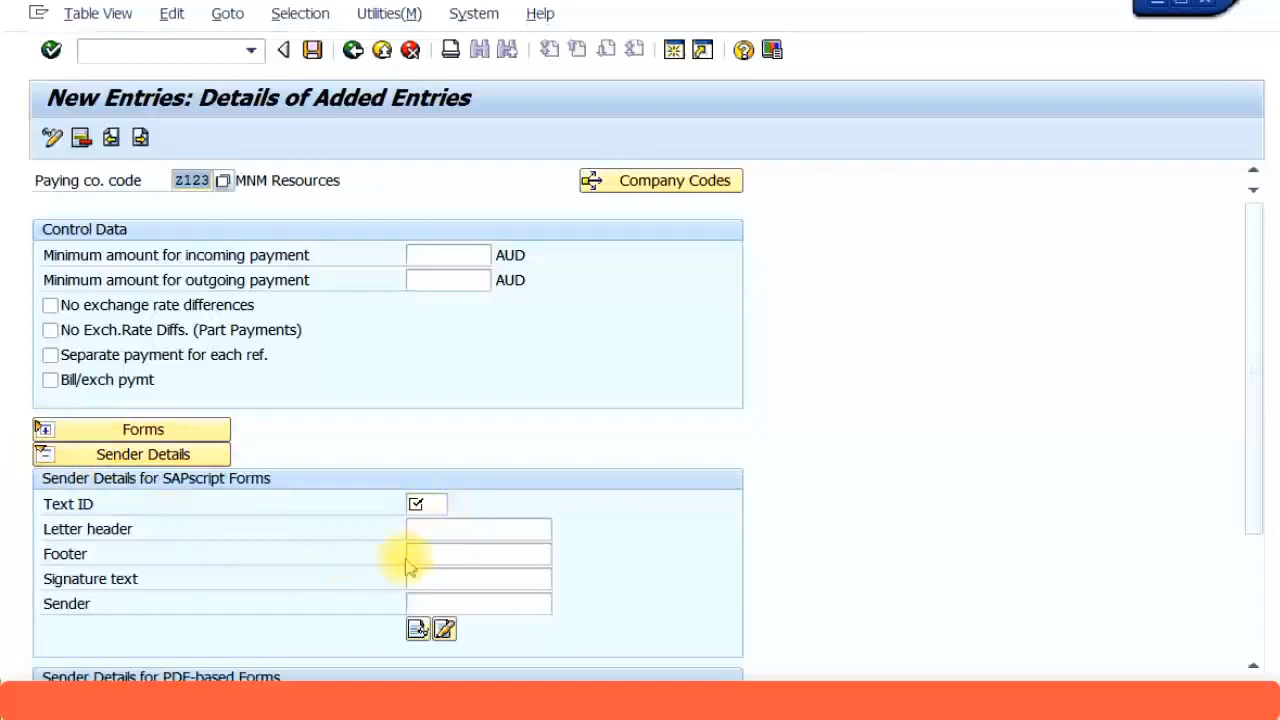 Table View Edit Goto Selection Utilities(M) System Help
New Entries: Details of Added Entries
Paying co. code z123 MNM Resources Company Codes
Control Data
Minimum amount for incoming payment AUD
Minimum amount for outgoing payment AUD
No exchange rate differences
No Exch.Rate Diffs. (Part Payments)
Separate payment for each ref.
Bill/exch pymt
Forms
Sender Details
Sender Details for SAPscript Forms
Text ID
Letter header
Footer
Signature text
Sender
Sender Details for PDF-based Forms